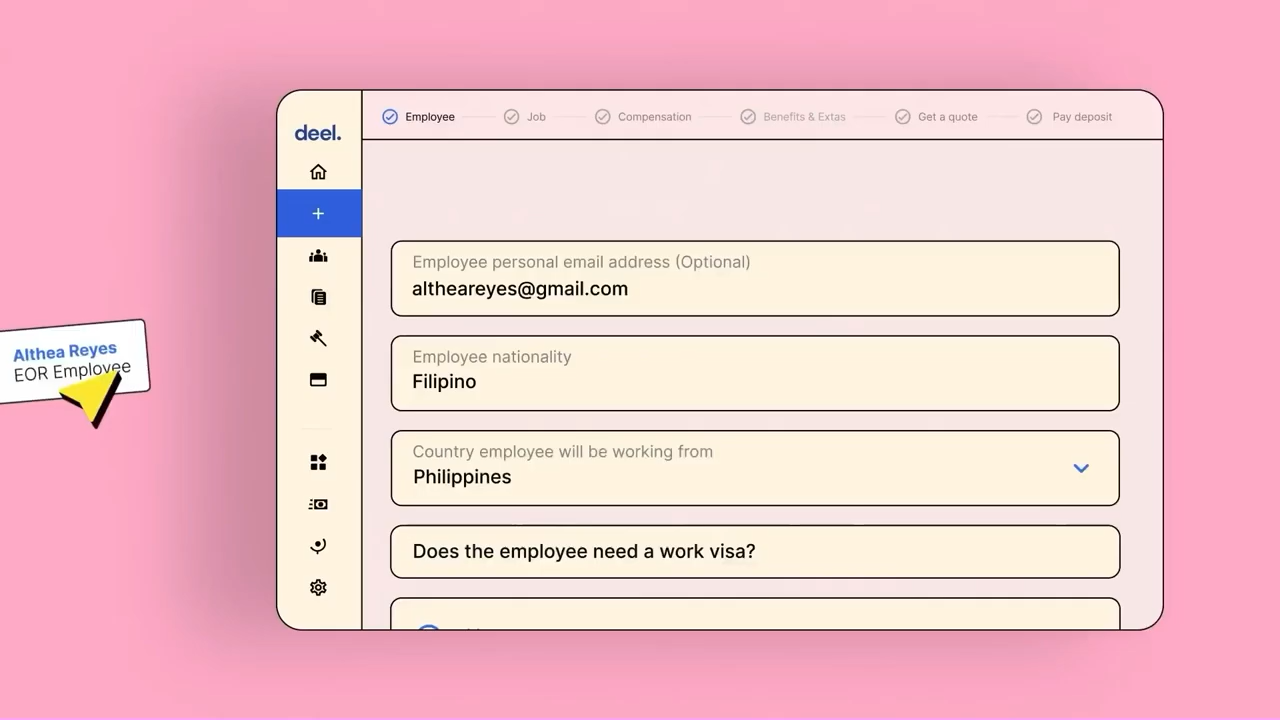 deel.
Employee
Job
Compensation
Benefits & Extas
Get a quote
Pay deposit
Employee personal email address (Optional)
altheareyes@gmail.com
Employee nationality
Filipino
Country employee will be working from
Philippines
Does the employee need a work visa?
Althea Reyes
EOR Employee